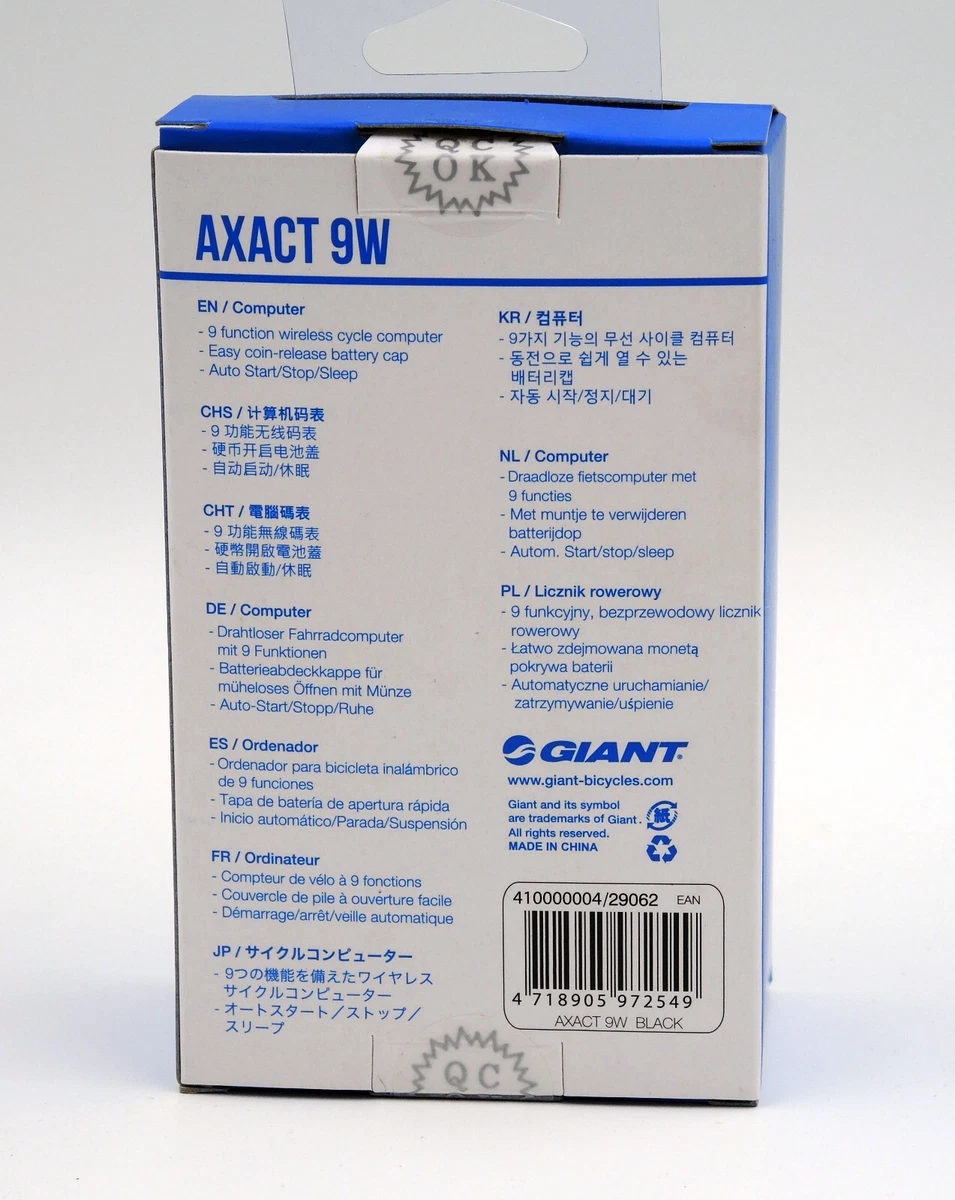 QC
OK
AXACT 9W
EN / Computer
- 9 function wireless cycle computer
- Easy coin-release battery cap
- Auto Start/Stop/Sleep
CHS / 计算机码表
- 9 功能无线码表
- 硬币开启电池盖
- 自动启动/休眠
CHT / 電腦碼表
- 9 功能無線碼表
- 硬幣開啟電池蓋
- 自動啟動/休眠
DE / Computer
- Drahtloser Fahrradcomputer
mit 9 Funktionen
- Batterieabdeckkappe für
müheloses Öffnen mit Münze
- Auto-Start/Stopp/Ruhe
ES / Ordenador
- Ordenador para bicicleta inalámbrico
de 9 funciones
- Tapa de batería de apertura rápida
- Inicio automático/Parada/Suspensión
FR / Ordinateur
- Compteur de vélo à 9 fonctions
- Couvercle de pile à ouverture facile
- Démarrage/arrêt/veille automatique
JP / サイクルコンピューター
- 9つの機能を備えたワイヤレス
サイクルコンピューター
- オートスタート／ストップ／
スリープ
KR / 컴퓨터
- 9가지 기능의 무선 사이클 컴퓨터
- 동전으로 쉽게 열 수 있는
배터리캡
- 자동 시작/정지/대기
NL / Computer
- Draadloze fietscomputer met
9 functies
- Met muntje te verwijderen
batterijdop
- Autom. Start/stop/sleep
PL / Licznik rowerowy
- 9 funkcyjny, bezprzewodowy licznik
rowerowy
- Łatwo zdejmowana monetą
pokrywa baterii
- Automatyczne uruchamianie/
zatrzymywanie/uśpienie
GIANT®
www.giant-bicycles.com
Giant and its symbol
are trademarks of Giant.
All rights reserved.
MADE IN CHINA
紙
410000004/29062 EAN
4 718905 972549
AXACT 9W BLACK
QC